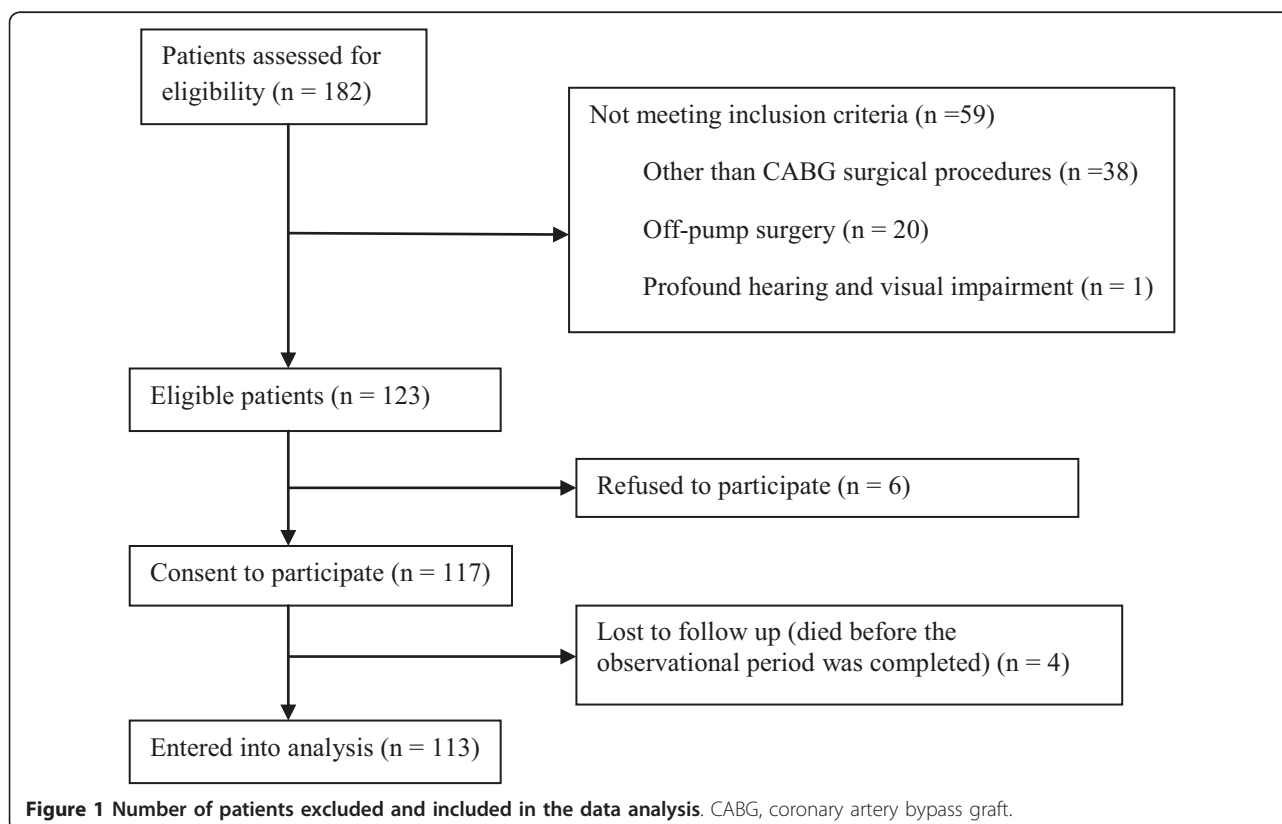 Patients assessed for
eligibility (n = 182)
Not meeting inclusion criteria (n =59)
Other than CABG surgical procedures (n =38)
Off-pump surgery (n = 20)
Profound hearing and visual impairment (n = 1)
Eligible patients (n = 123)
Refused to participate (n = 6)
Consent to participate (n = 117)
Lost to follow up (died before the
observational period was completed) (n = 4)
Entered into analysis (n = 113)
Figure 1 Number of patients excluded and included in the data analysis. CABG, coronary artery bypass graft.